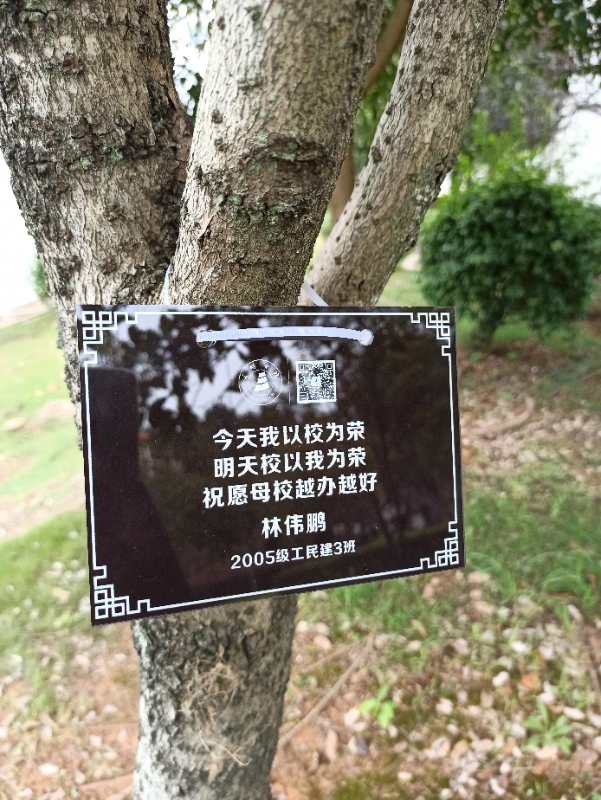 今天我以校为荣
明天校以我为荣
祝愿母校越办越好
林伟鹏
2005级工民建3班